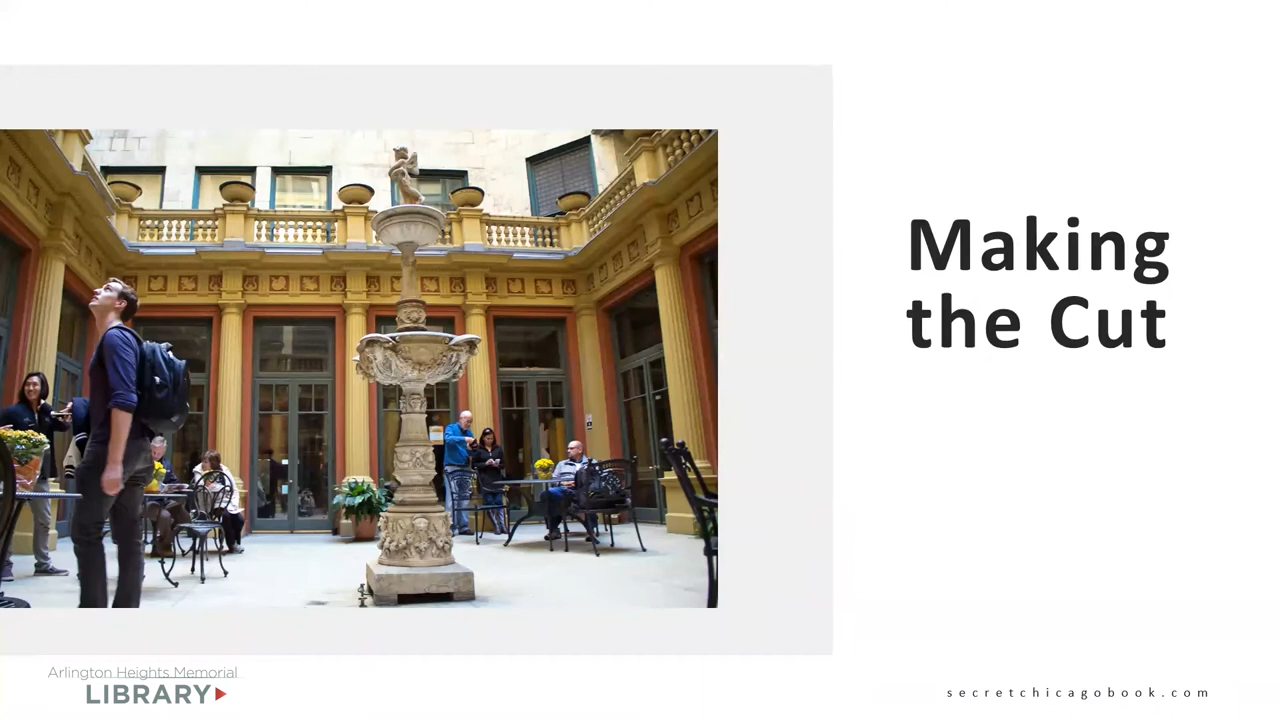 Making
the Cut
Arlington Heights Memorial
LIBRARY
secretchicagobook.com